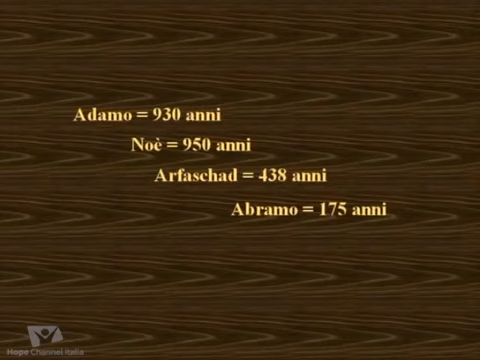 Adamo = 930 anni
Noè = 950 anni
Arfaschad = 438 anni
Abramo = 175 anni
Hope Channel Italia